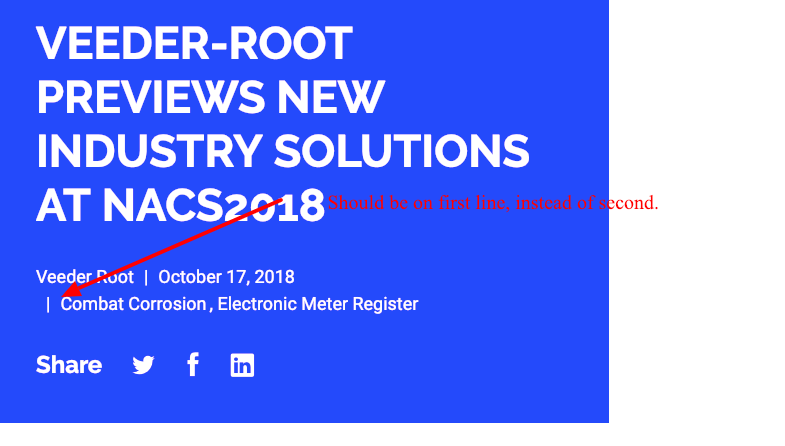 VEEDER-ROOT
PREVIEWS NEW
INDUSTRY SOLUTIONS
AT NACS2018
Should be on first line, instead of second.
Veeder Root | October 17, 2018
| Combat Corrosion , Electronic Meter Register
Share